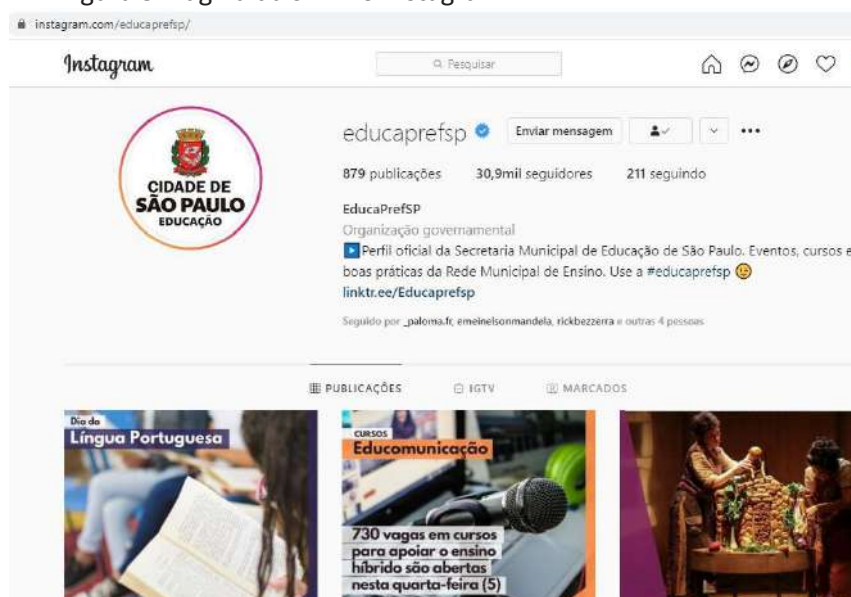 instagram.com/educaprefsp/
Instagram
Pesquisar
CIDADE DE
SÃO PAULO
EDUCAÇÃO
educaprefsp Enviar mensagem
879 publicações 30,9mil seguidores 211 seguindo
EducaPrefSP
Organização governamental
Perfil oficial da Secretaria Municipal de Educação de São Paulo. Eventos, cursos e
boas práticas da Rede Municipal de Ensino. Use a #educaprefsp
linktr.ee/Educaprefsp
Seguido por _paloma.fr, emeinelsonmandela, rickbezzerra e outras 4 pessoas
PUBLICAÇÕES IGTV MARCADOS
Dia da
Língua Portuguesa
CURSOS
Educomunicação
730 vagas em cursos
para apoiar o ensino
híbrido são abertas
nesta quarta-feira (5)